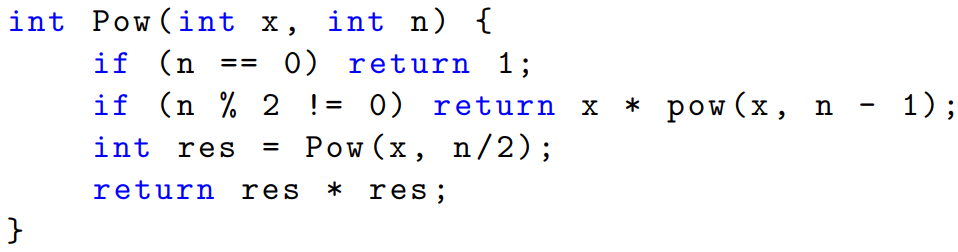 int Pow(int x, int n) {
    if (n == 0) return 1;
    if (n % 2 != 0) return x * pow(x, n - 1);
    int res = Pow(x, n/2);
    return res * res;
}